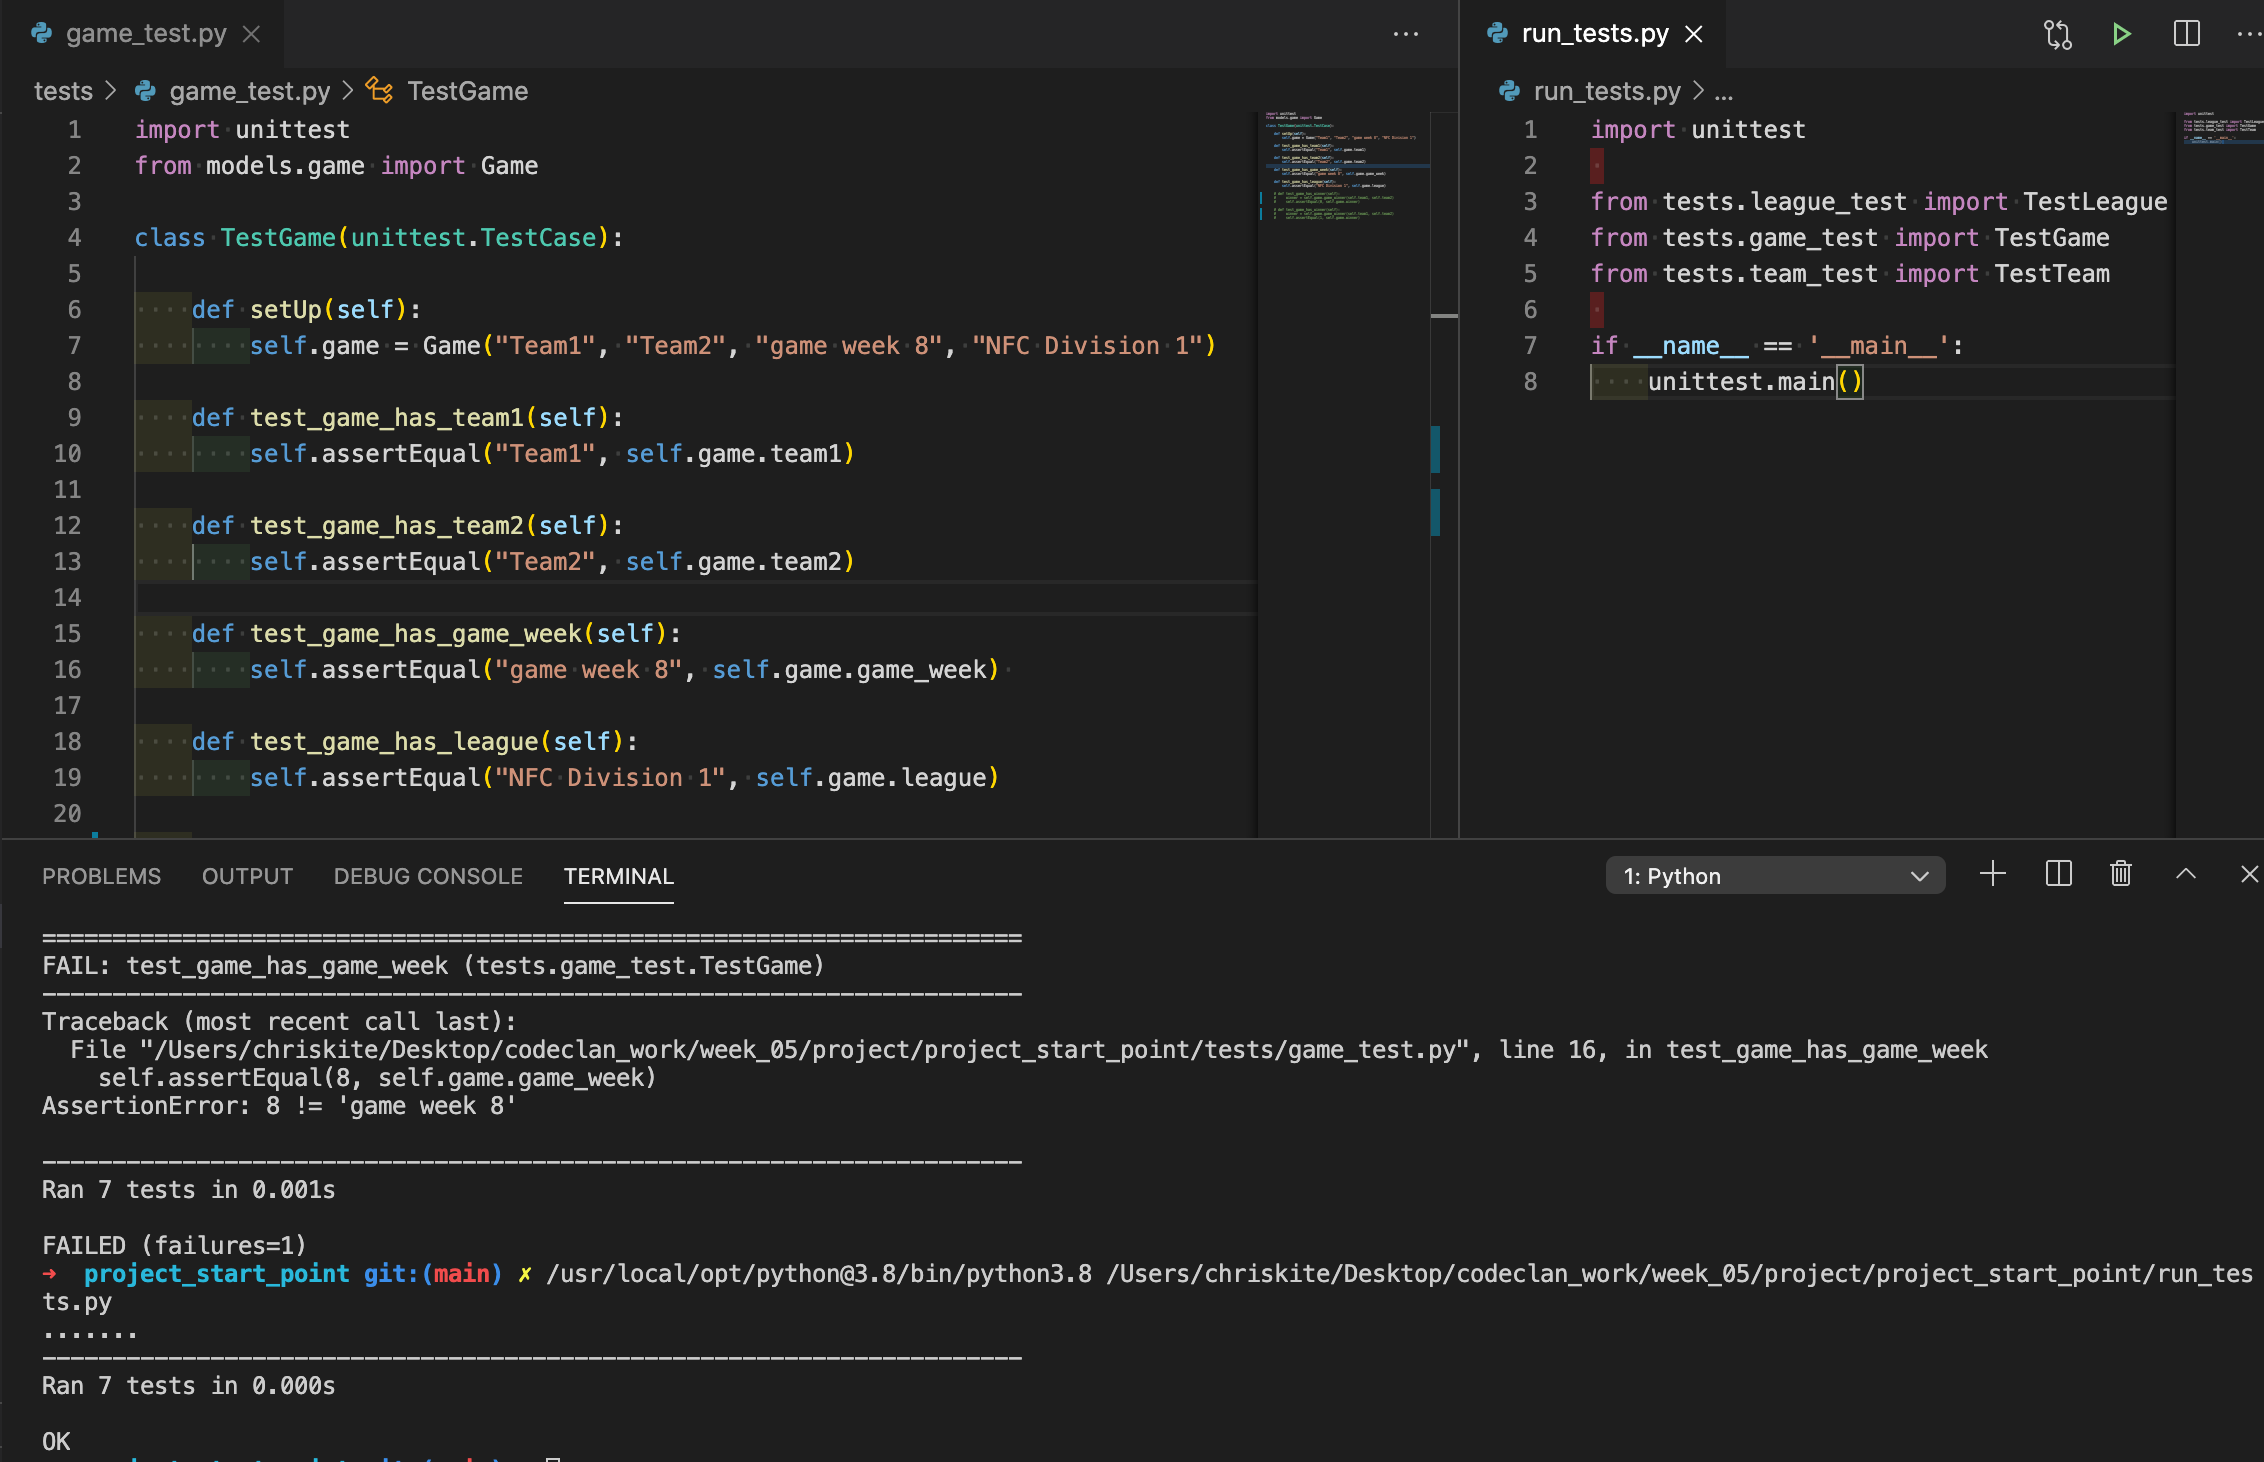 game_test.py
tests > game_test.py > TestGame
1 import unittest
2 from models.game import Game
3
4 class TestGame(unittest.TestCase):
5
6 def setUp(self):
7 self.game = Game("Team1", "Team2", "game week 8", "NFC Division 1")
8
9 def test_game_has_team1(self):
10 self.assertEqual("Team1", self.game.team1)
11
12 def test_game_has_team2(self):
13 self.assertEqual("Team2", self.game.team2)
14
15 def test_game_has_game_week(self):
16 self.assertEqual("game week 8", self.game.game_week)
17
18 def test_game_has_league(self):
19 self.assertEqual("NFC Division 1", self.game.league)
20
run_tests.py
run_tests.py > ...
1 import unittest
2
3 from tests.league_test import TestLeague
4 from tests.game_test import TestGame
5 from tests.team_test import TestTeam
6
7 if __name__ == '__main__':
8 unittest.main()
PROBLEMS OUTPUT DEBUG CONSOLE TERMINAL 1: Python
======================================================================
FAIL: test_game_has_game_week (tests.game_test.TestGame)
----------------------------------------------------------------------
Traceback (most recent call last):
File "/Users/chriskite/Desktop/codeclan_work/week_05/project/project_start_point/tests/game_test.py", line 16, in test_game_has_game_week
self.assertEqual(8, self.game.game_week)
AssertionError: 8 != 'game week 8'
----------------------------------------------------------------------
Ran 7 tests in 0.001s
FAILED (failures=1)
➜ project_start_point git:(main) ✗ /usr/local/opt/python@3.8/bin/python3.8 /Users/chriskite/Desktop/codeclan_work/week_05/project/project_start_point/run_tes
ts.py
.......
----------------------------------------------------------------------
Ran 7 tests in 0.000s
OK